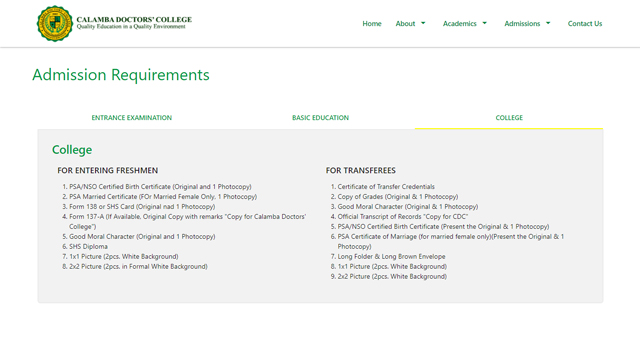 CALAMBA DOCTORS' COLLEGE
Quality Education in a Quality Environment
Home
About
Academics
Admissions
Contact Us
Admission Requirements
ENTRANCE EXAMINATION
BASIC EDUCATION
COLLEGE
College
FOR ENTERING FRESHMEN
1. PSA/NSO Certified Birth Certificate (Original and 1 Photocopy)
2. PSA Married Certificate (FOr Married Female Only, 1 Photocopy)
3. Form 138 or SHS Card (Original nad 1 Photocopy)
4. Form 137-A (If Available, Original Copy with remarks "Copy for Calamba Doctors'
College")
5. Good Moral Character (Original and 1 Photocopy)
6. SHS Diploma
7. 1x1 Picture (2pcs. White Background)
8. 2x2 Picture (2pcs. in Formal White Background)
FOR TRANSFEREES
1. Certificate of Transfer Credentials
2. Copy of Grades (Original & 1 Photocopy)
3. Good Moral Character (Original & 1 Photocopy)
4. Official Transcript of Records "Copy for CDC"
5. PSA/NSO Certified Birth Certificate (Present the Original & 1 Photocopy)
6. PSA Certificate of Marriage (for married female only)(Present the Original & 1
Photocopy)
7. Long Folder & Long Brown Envelope
8. 1x1 Picture (2pcs. White Background)
9. 2x2 Picture (2pcs. White Background)